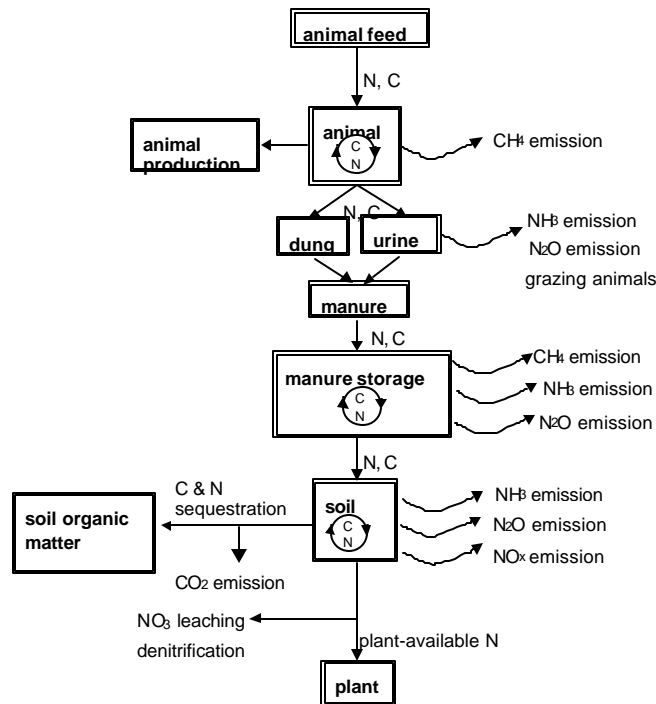 animal feed
N, C
animal
C
N
animal
production
CH4 emission
N, C
dung
urine
NH3 emission
N2O emission
grazing animals
manure
N, C
manure storage
C
N
CH4 emission
NH3 emission
N2O emission
N, C
C & N
sequestration
soil
C
N
soil organic
matter
NH3 emission
N2O emission
NOx emission
CO2 emission
NO3 leaching
denitrification
plant-available N
plant